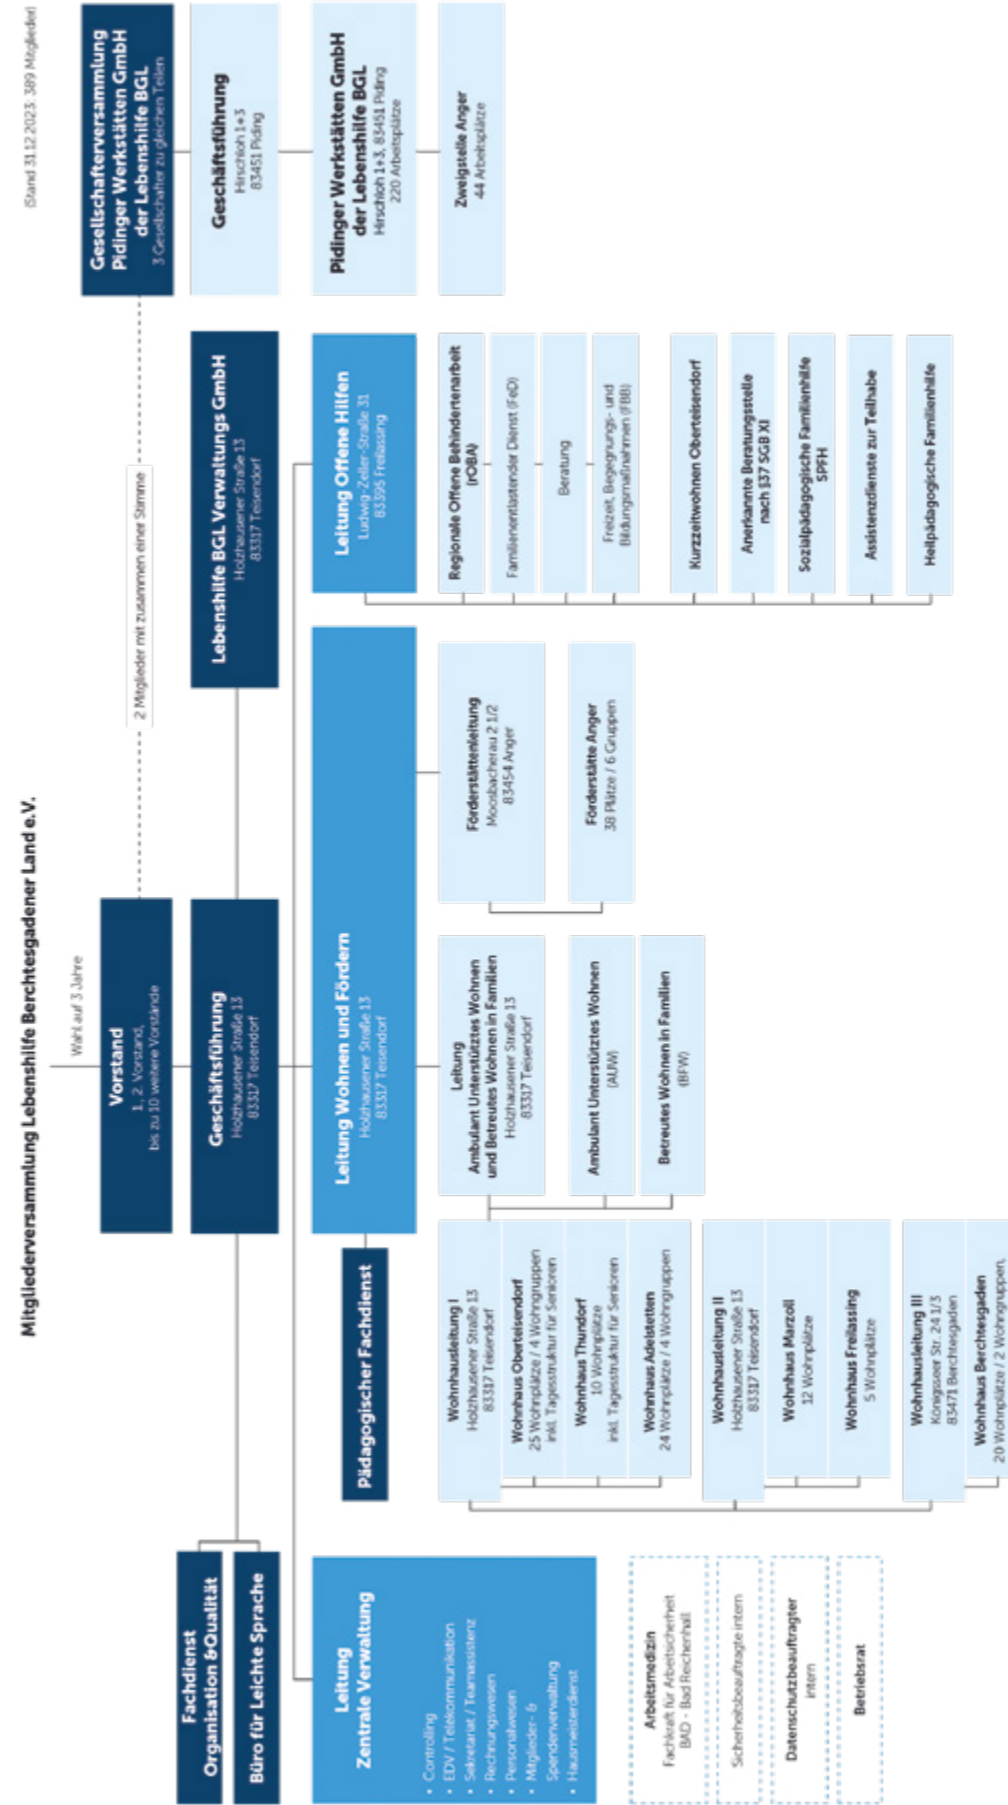 Mitgliederversammlung Lebenshilfe Berchtesgadener Land e.V.
(Stand 31.12.2023: 389 Mitglieder)
Wahl auf 3 Jahre
Vorstand
1., 2. Vorstand,
bis zu 10 weitere Vorstände
2 Mitglieder mit zusammen einer Stimme
Gesellschafterversammlung
Pidinger Werkstätten GmbH
der Lebenshilfe BGL
3 Gesellschafter zu gleichen Teilen
Fachdienst
Organisation &Qualität
Büro für Leichte Sprache
Geschäftsführung
Holzhausener Straße 13
83317 Teisendorf
Lebenshilfe BGL Verwaltungs GmbH
Holzhausener Straße 13
83317 Teisendorf
Geschäftsführung
Hirschloh 1+3
83451 Piding
Leitung
Zentrale Verwaltung
• Controlling
• EDV / Telekommunikation
• Sekretariat / Teamassistenz
• Rechnungswesen
• Personalwesen
• Mitglieder- &
Spendenverwaltung
• Hausmeisterdienst
Pädagogischer Fachdienst
Leitung Wohnen und Fördern
Holzhausener Straße 13
83317 Teisendorf
Leitung Offene Hilfen
Ludwig-Zeller-Straße 31
83395 Freilassing
Pidinger Werkstätten GmbH
der Lebenshilfe BGL
Hirschloh 1+3, 83451 Piding
220 Arbeitsplätze
Zweigstelle Anger
44 Arbeitsplätze
Wohnhausleitung I
Holzhausener Straße 13
83317 Teisendorf
Wohnhaus Oberteisendorf
25 Wohnplätze / 4 Wohngruppen
inkl. Tagesstruktur für Senioren
Wohnhaus Thundorf
10 Wohnplätze
inkl. Tagesstruktur für Senioren
Wohnhaus Adelstetten
24 Wohnplätze / 4 Wohngruppen
Wohnhausleitung II
Holzhausener Straße 13
83317 Teisendorf
Wohnhaus Marzoll
12 Wohnplätze
Wohnhaus Freilassing
5 Wohnplätze
Wohnhausleitung III
Königsseer Str. 24 1/3
83471 Berchtesgaden
Wohnhaus Berchtesgaden
20 Wohnplätze / 2 Wohngruppen,
Leitung
Ambulant Unterstütztes Wohnen
und Betreutes Wohnen in Familien
Holzhausener Straße 13
83317 Teisendorf
Ambulant Unterstütztes Wohnen
(AUW)
Betreutes Wohnen in Familien
(BFW)
Förderstättenleitung
Moosbacherau 2 1/2
83454 Anger
Förderstätte Anger
38 Plätze / 6 Gruppen
Regionale Offene Behindertenarbeit
(rOBA)
Familienentlastender Dienst (FeD)
Beratung
Freizeit, Begegnungs- und
Bildungsmaßnahmen (FBB)
Kurzzeitwohnen Oberteisendorf
Anerkannte Beratungsstelle
nach §37 SGB XI
Sozialpädagogische Familienhilfe
SPFH
Assistenzdienste zur Teilhabe
Heilpädagogische Familienhilfe
Arbeitsmedizin
Fachkraft für Arbeitsicherheit
BAD - Bad Reichenhall
Sicherheitsbeauftragte intern
Datenschutzbeauftragter
intern
Betriebsrat